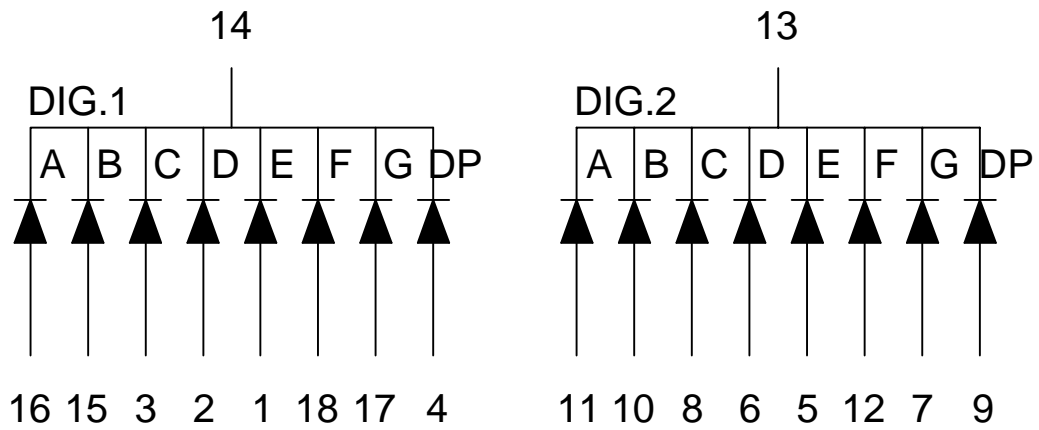 14 13
DIG.1 DIG.2
A B C D E F G DP A B C D E F G DP
16 15 3 2 1 18 17 4 11 10 8 6 5 12 7 9